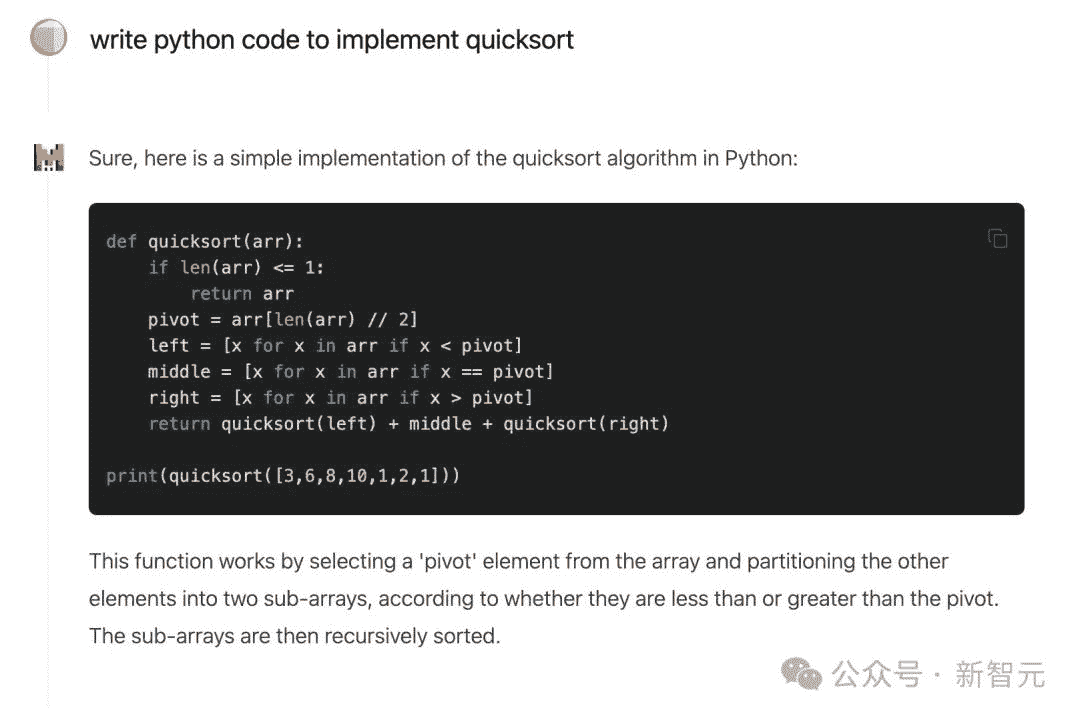 write python code to implement quicksort
Sure, here is a simple implementation of the quicksort algorithm in Python:
def quicksort(arr):
    if len(arr) <= 1:
        return arr
    pivot = arr[len(arr) // 2]
    left = [x for x in arr if x < pivot]
    middle = [x for x in arr if x == pivot]
    right = [x for x in arr if x > pivot]
    return quicksort(left) + middle + quicksort(right)
print(quicksort([3,6,8,10,1,2,1]))
This function works by selecting a 'pivot' element from the array and partitioning the other
elements into two sub-arrays, according to whether they are less than or greater than the pivot.
The sub-arrays are then recursively sorted.
公众号 · 新智元